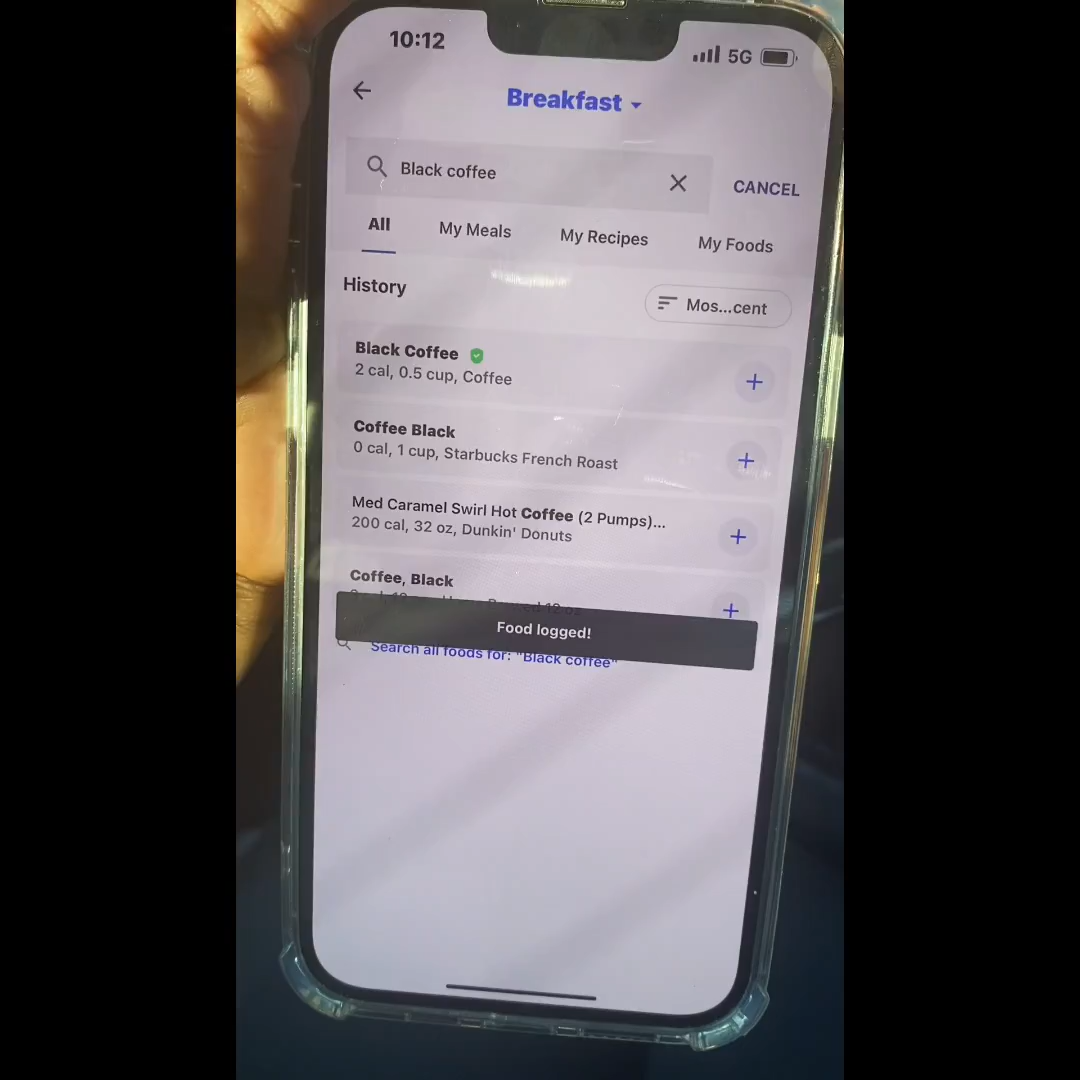 10:12
5G
Breakfast
Black coffee
CANCEL
All
My Meals
My Recipes
My Foods
History
Mos...cent
Black Coffee
2 cal, 0.5 cup, Coffee
Coffee Black
0 cal, 1 cup, Starbucks French Roast
Med Caramel Swirl Hot Coffee (2 Pumps)...
200 cal, 32 oz, Dunkin' Donuts
Coffee, Black
Food logged!
Search all foods for: "Black coffee"